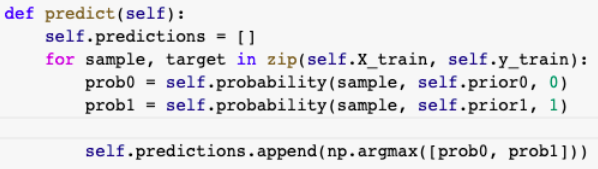 def predict(self):
    self.predictions = []
    for sample, target in zip(self.X_train, self.y_train):
        prob0 = self.probability(sample, self.prior0, 0)
        prob1 = self.probability(sample, self.prior1, 1)
        self.predictions.append(np.argmax([prob0, prob1]))